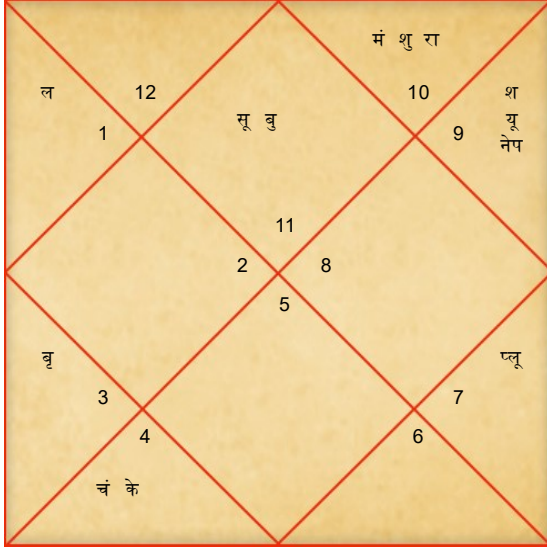 मं शु रा
ल 12 10 श
सू बु यू
1 9 नेप
11
2 8
5
बृ प्लू
3 7
4 6
चं के